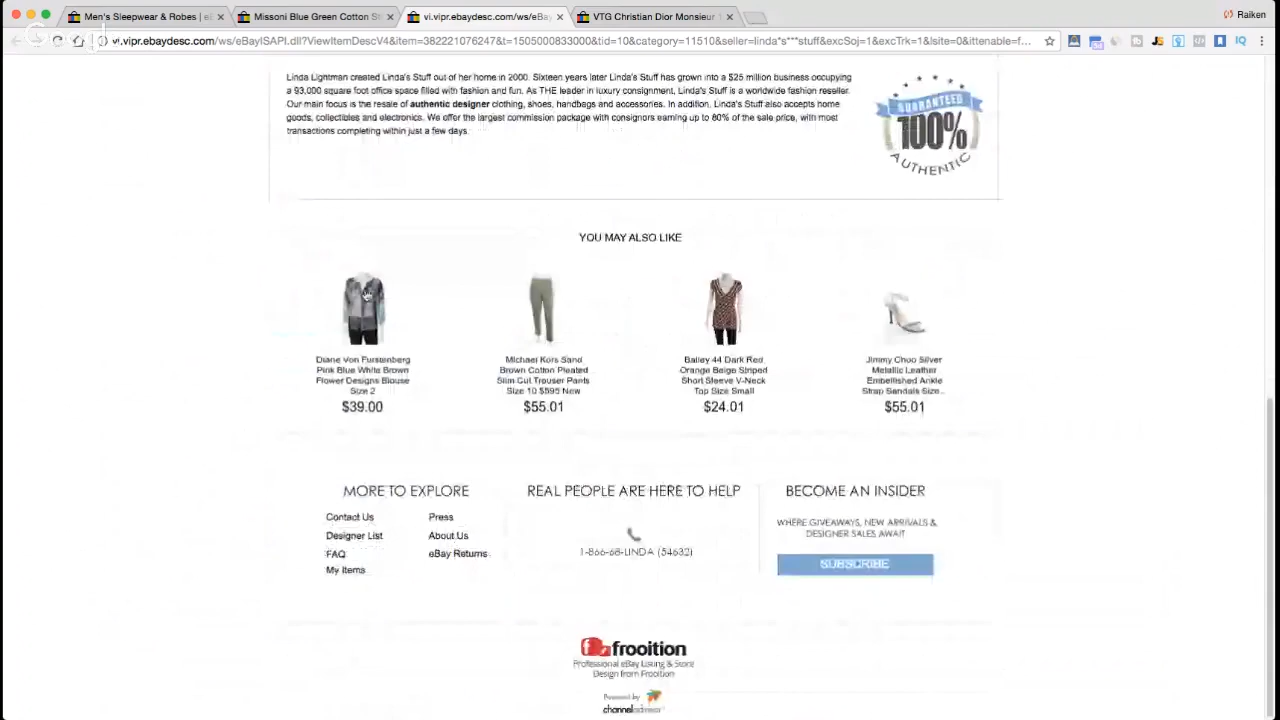 Men's Sleepwear & Robes | eB
Missoni Blue Green Cotton St
vi.vipr.ebaydesc.com/ws/eBay
VTG Christian Dior Monsieur 1
Raiken
vi.vipr.ebaydesc.com/ws/eBayISAPI.dll?ViewItemDescV4&item=382221076247&t=1505000833000&tid=10&category=11510&seller=linda*s***stuff&excSoj=1&excTrk=1&lsite=0&ittenable=f...
Linda Lightman created Linda's Stuff out of her home in 2000. Sixteen years later Linda's Stuff has grown into a $25 million business occupying
a 93,000 square foot office space filled with fashion and fun. As THE leader in luxury consignment, Linda's Stuff is a worldwide fashion reseller.
Our main focus is the resale of authentic designer clothing, shoes, handbags and accessories. In addition, Linda's Stuff also accepts home
goods, collectibles and electronics. We offer the largest commission package with consignors earning up to 80% of the sale price, with most
transactions completing within just a few days.
GUARANTEED
100%
AUTHENTIC
YOU MAY ALSO LIKE
Diane Von Furstenberg
Pink Blue White Brown
Flower Designs Blouse
Size 2
$39.00
Michael Kors Sand
Brown Cotton Pleated
Slim Cut Trouser Pants
Size 10 $595 New
$55.01
Bailey 44 Dark Red
Orange Beige Striped
Short Sleeve V-Neck
Top Size Small
$24.01
Jimmy Choo Silver
Metallic Leather
Embellished Ankle
Strap Sandals Size...
$55.01
MORE TO EXPLORE
Contact Us
Designer List
FAQ
My Items
Press
About Us
eBay Returns
REAL PEOPLE ARE HERE TO HELP
1-866-68-LINDA (54632)
BECOME AN INSIDER
WHERE GIVEAWAYS, NEW ARRIVALS &
DESIGNER SALES AWAIT
SUBSCRIBE
frooition
Professional eBay Listing & Store
Design from Frooition
Powered by
channeladvisor